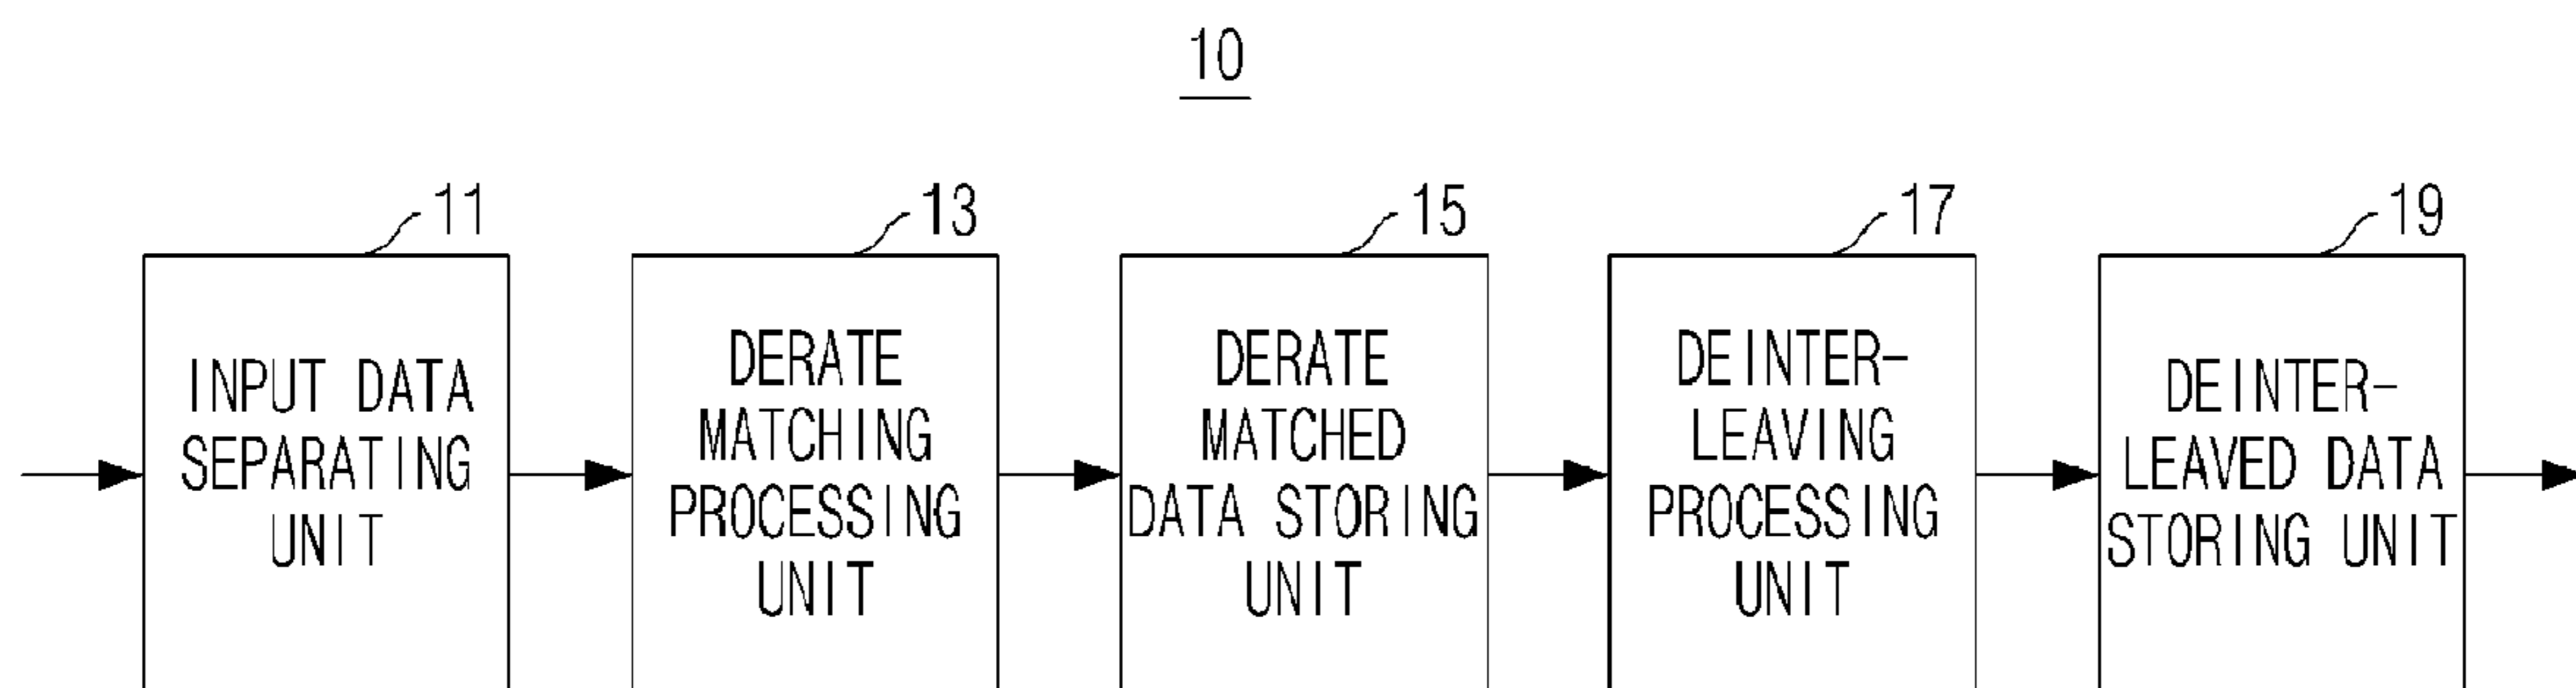 10
11
13
15
17
19
INPUT DATA
SEPARATING
UNIT
DERATE
MATCHING
PROCESSING
UNIT
DERATE
MATCHED
DATA STORING
UNIT
DEINTER-
LEAVING
PROCESSING
UNIT
DEINTER-
LEAVED DATA
STORING UNIT